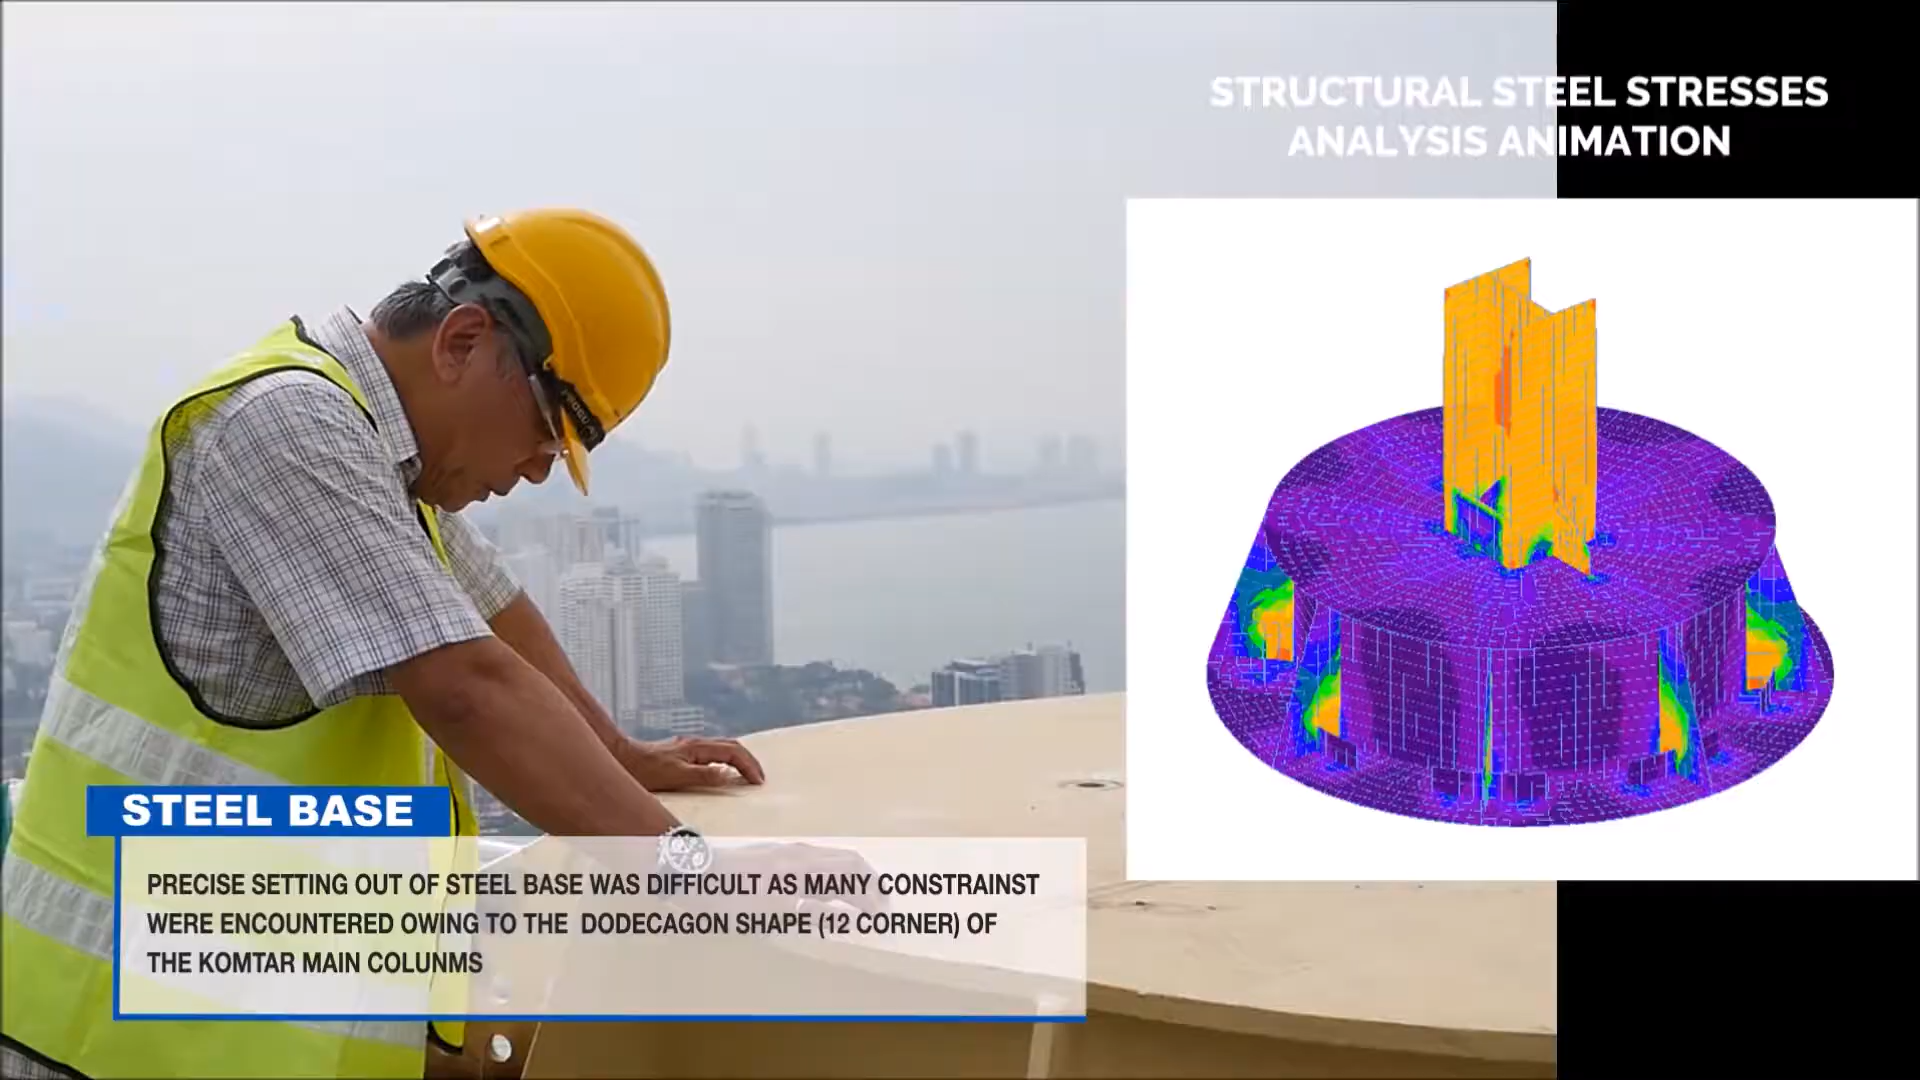 STRUCTURAL STEEL STRESSES
ANALYSIS ANIMATION
STEEL BASE
PRECISE SETTING OUT OF STEEL BASE WAS DIFFICULT AS MANY CONSTRAINST
WERE ENCOUNTERED OWING TO THE DODECAGON SHAPE (12 CORNER) OF
THE KOMTAR MAIN COLUNMS